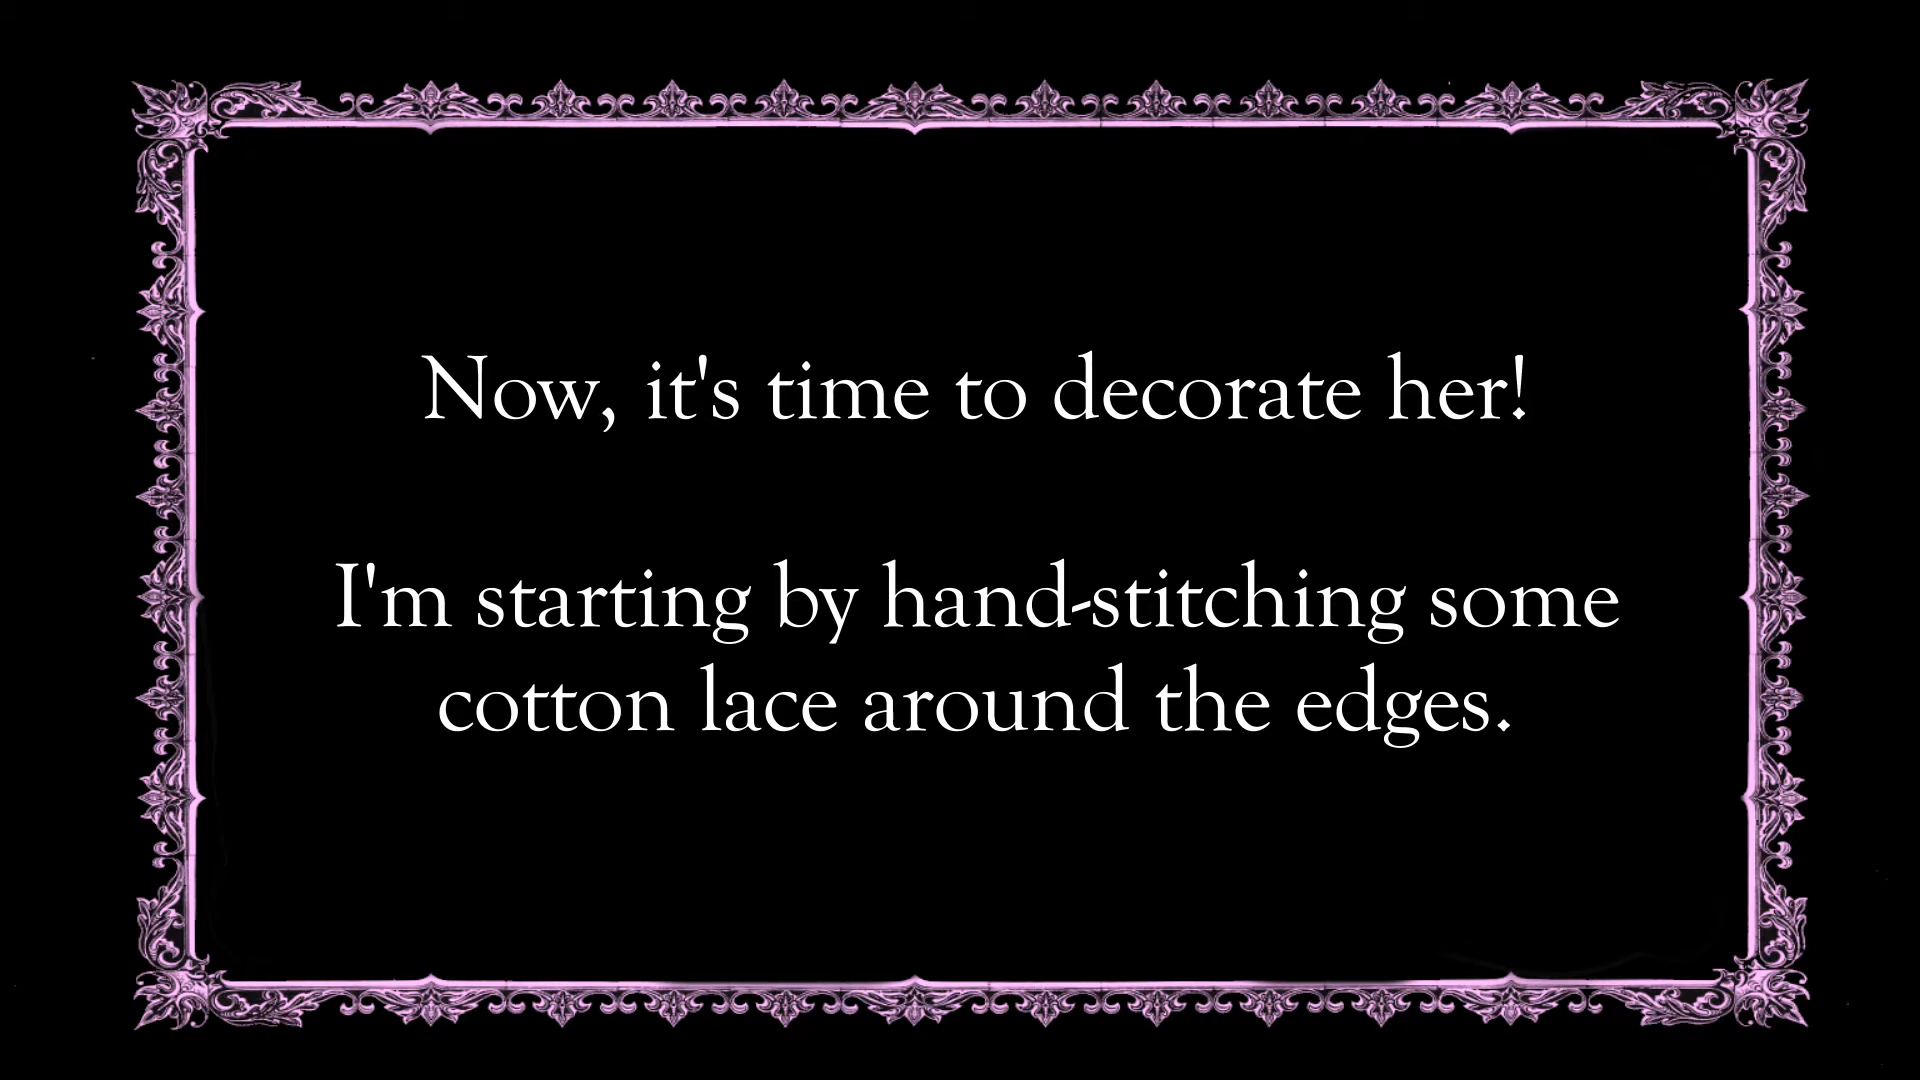 Now, it's time to decorate her!
I'm starting by hand-stitching some
cotton lace around the edges.